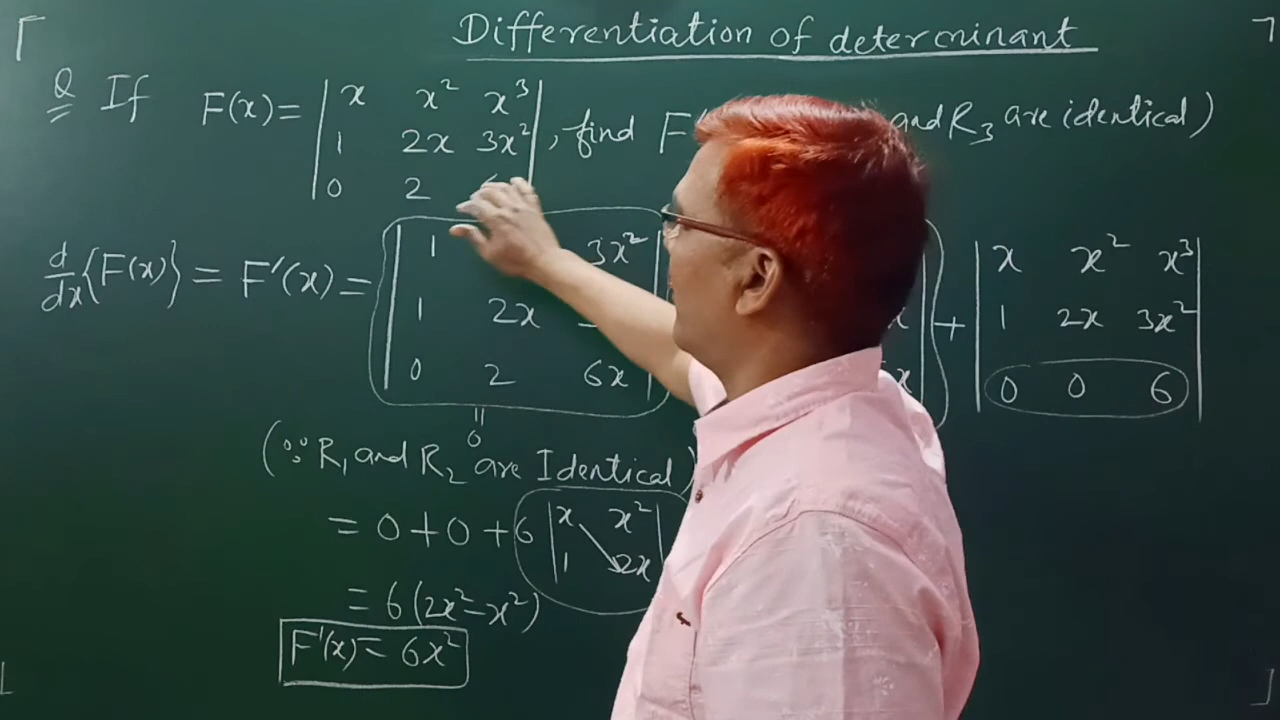 Differentiation of determinant
Q If F(x) = | x x² x³ | , find F' and R₃ are identical)
| 1 2x 3x² |
| 0 2
d/dx {F(x)} = F'(x) = | 1 3x² | + | x x² x³ |
| 1 2x | 1 2x 3x² |
| 0 2 6x | | 0 0 6 |
" 0
(∵ R₁ and R₂ are Identical)
= 0 + 0 + 6 | x x² |
| 1 2x |
= 6(2x² - x²)
F'(x) = 6x²